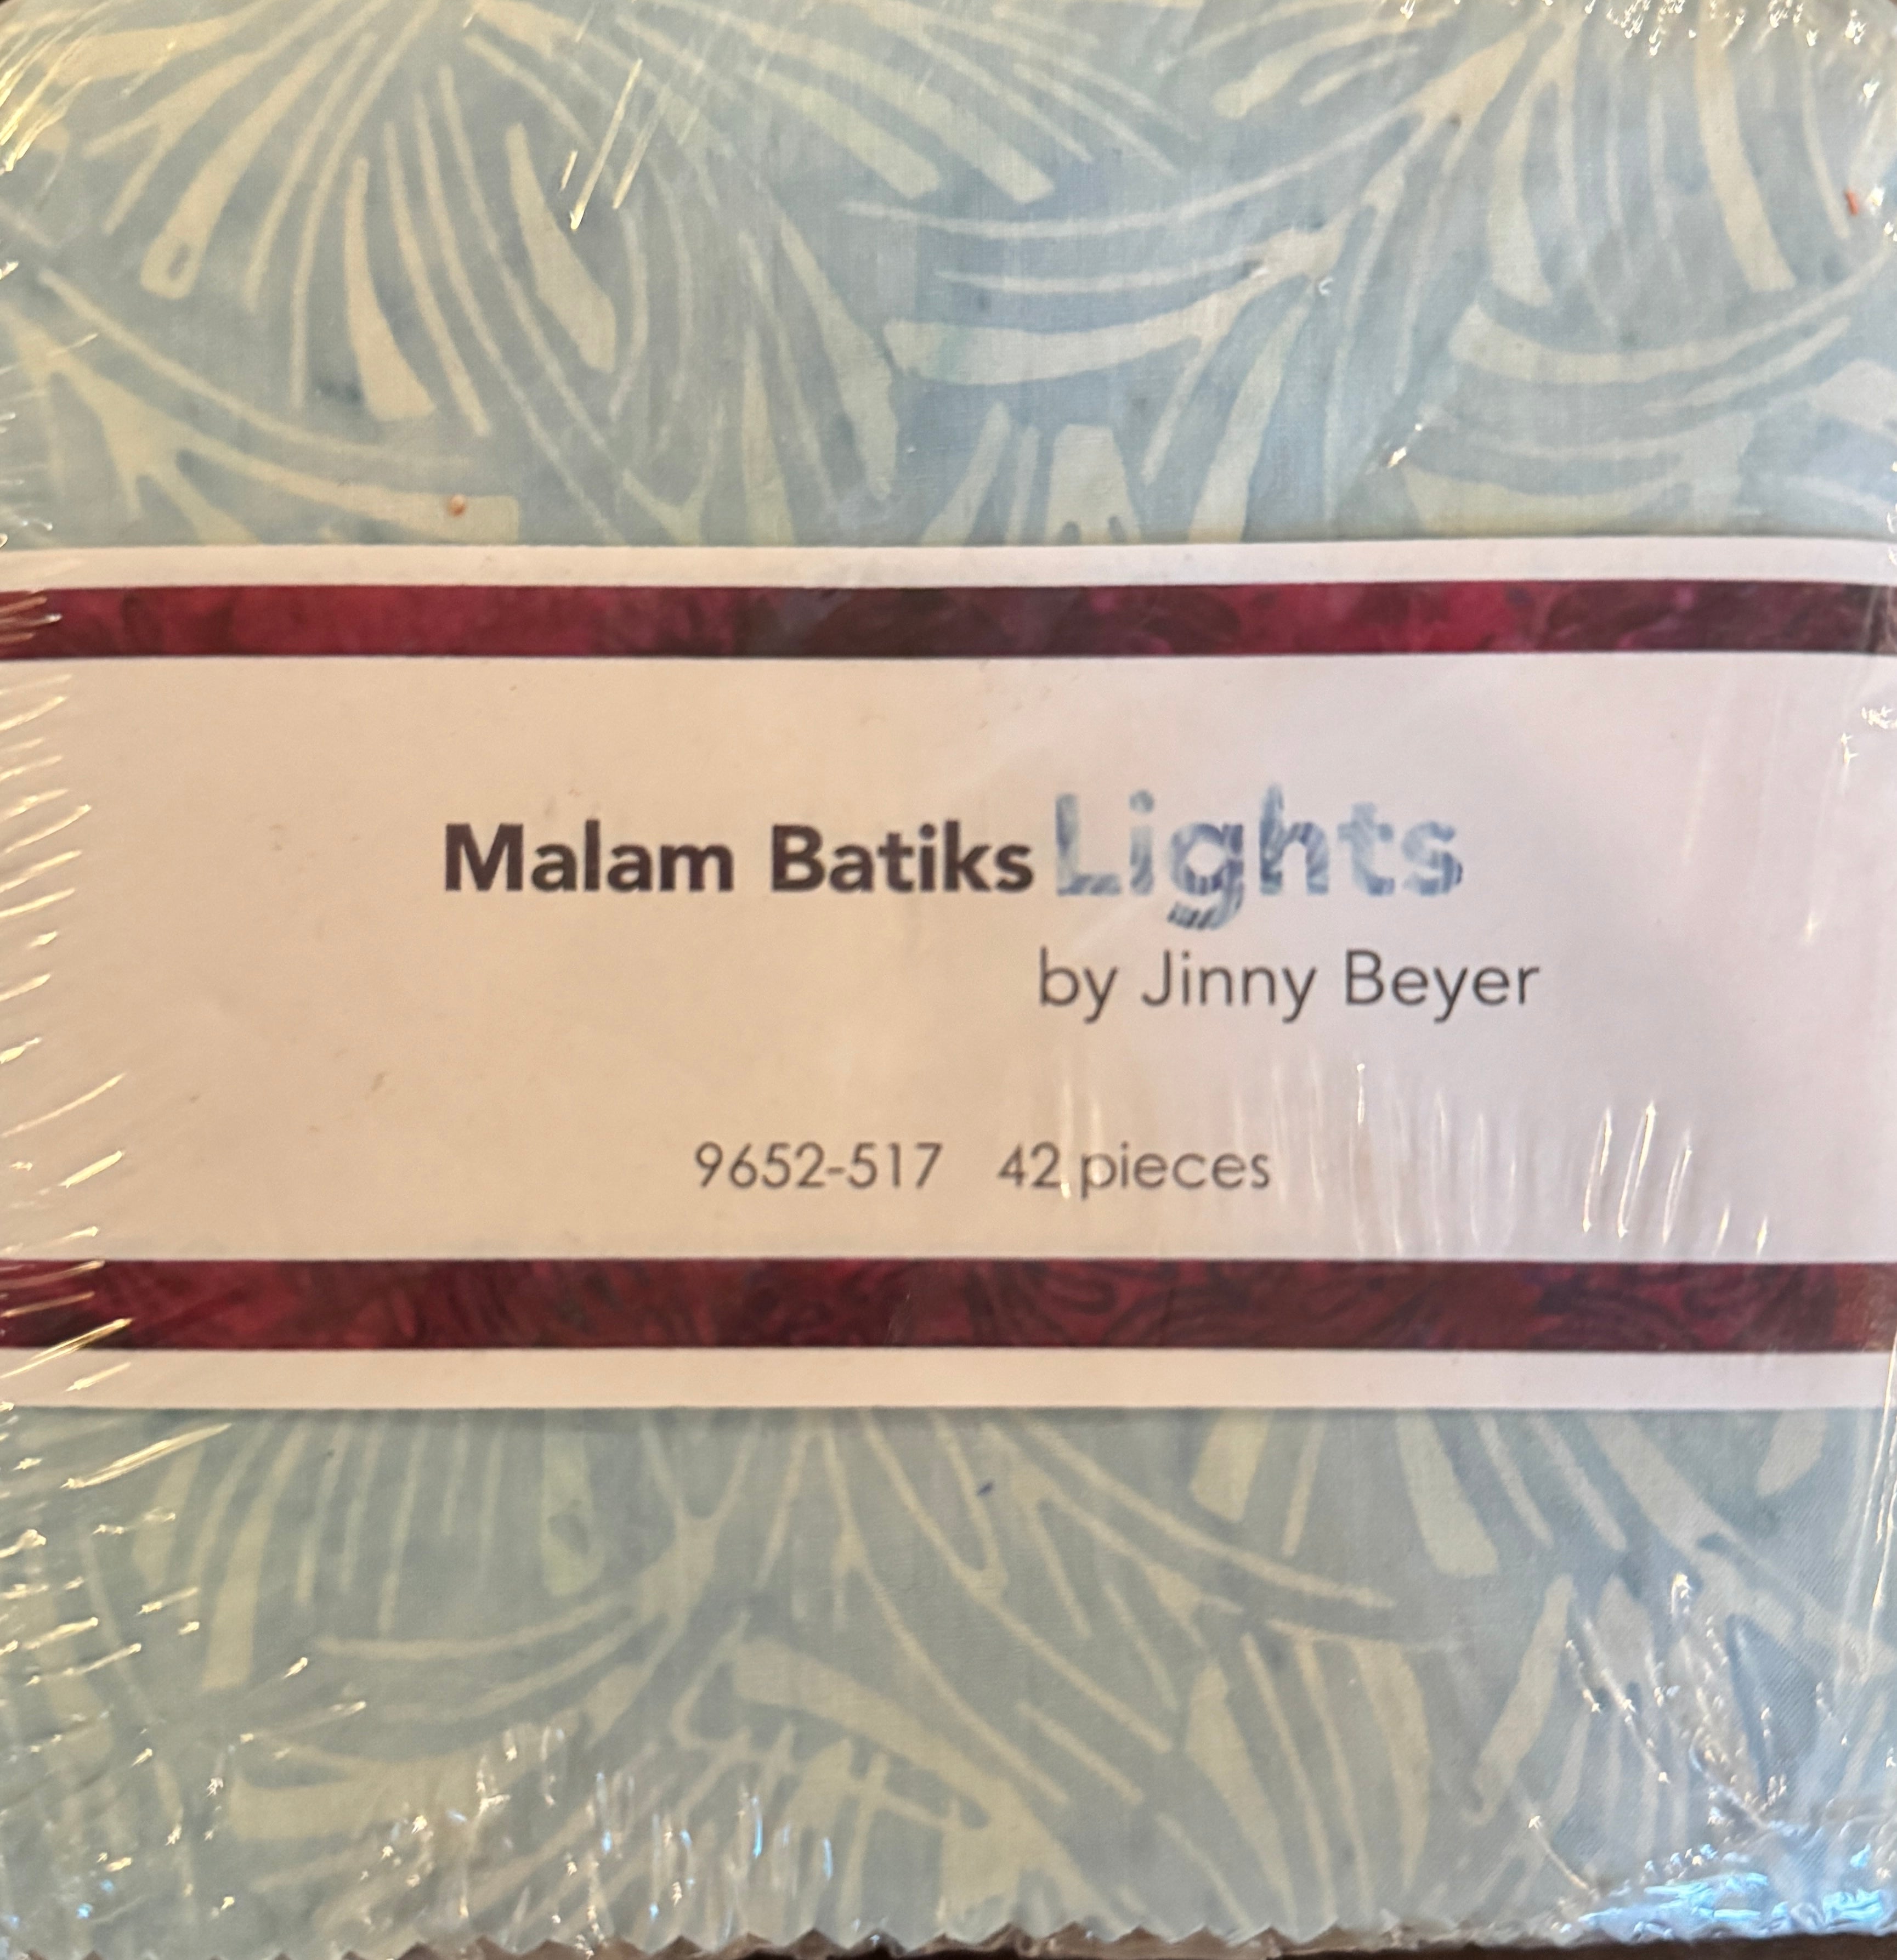 Malam Batiks Lights
by Jinny Beyer
9652-517 42 pieces